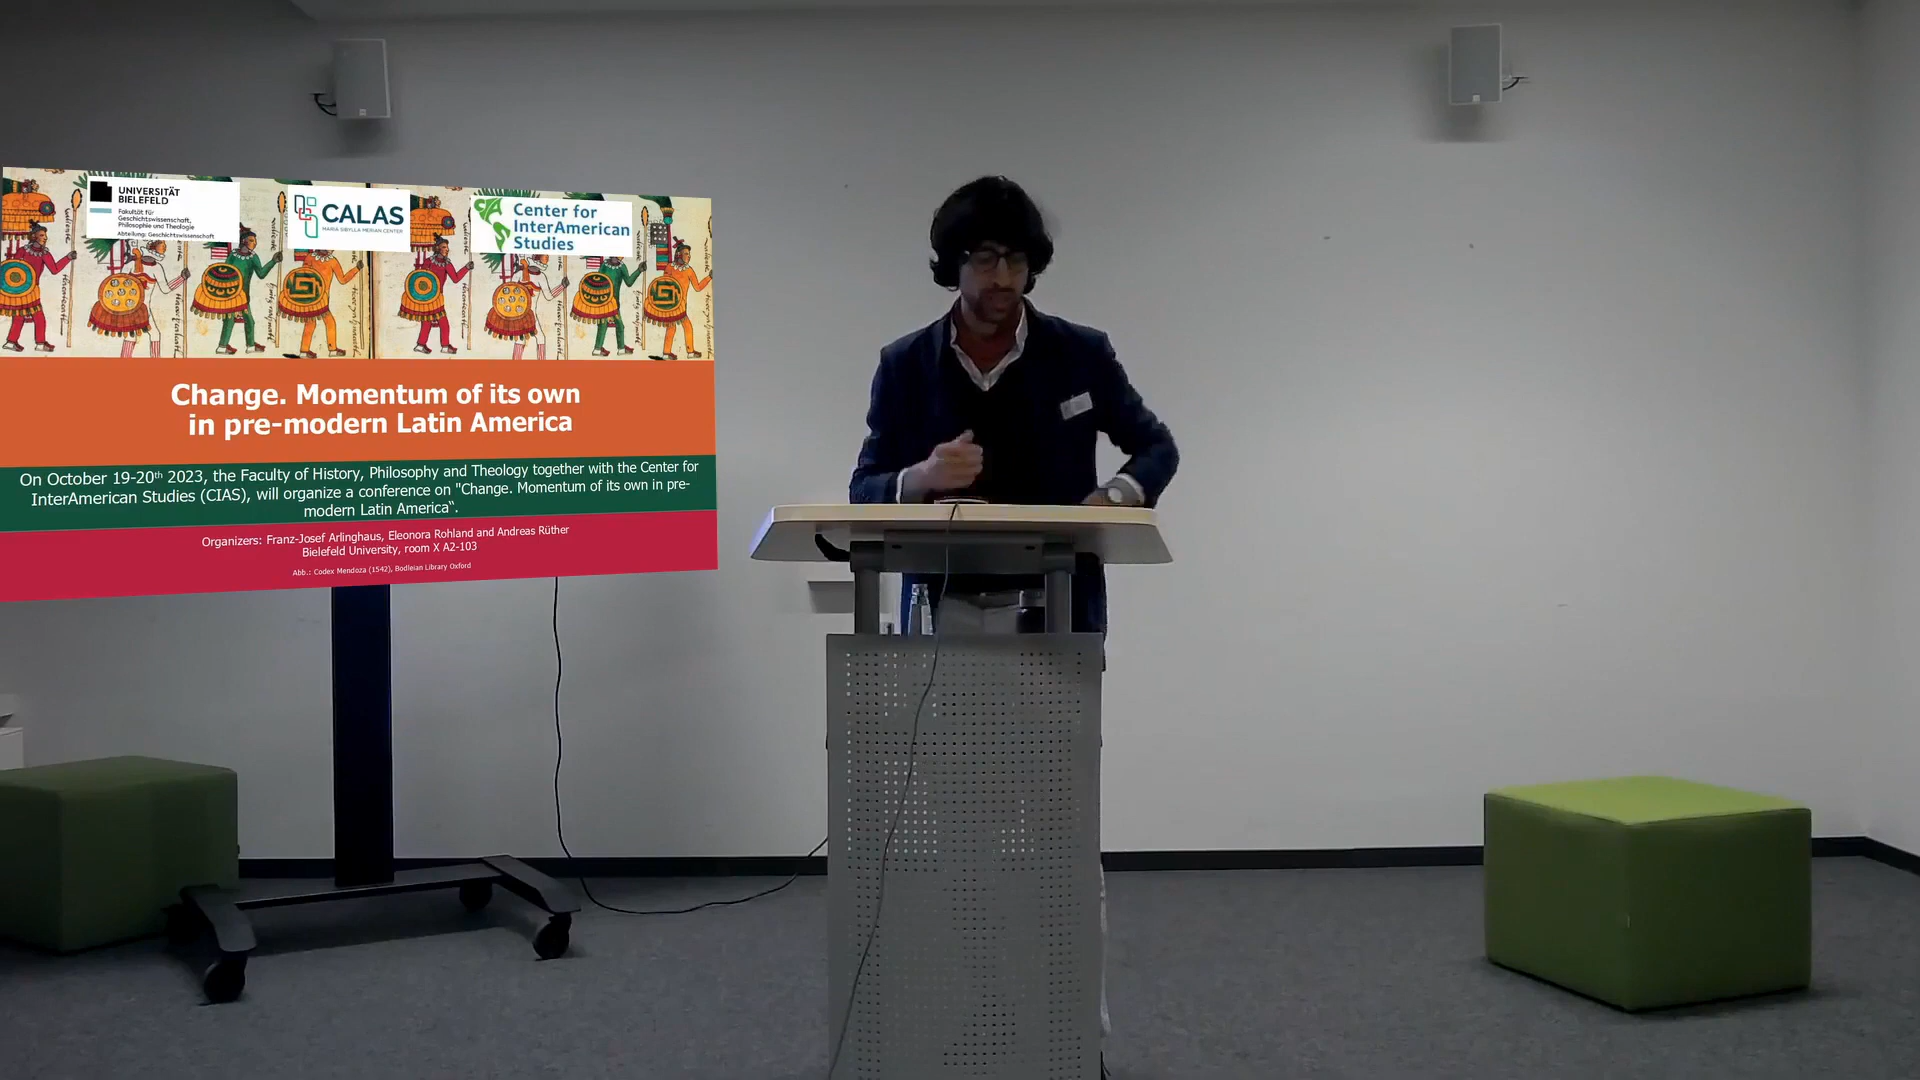 UNIVERSITÄT
BIELEFELD
Fakultät für
Geschichtswissenschaft,
Philosophie und Theologie
Abteilung: Geschichtswissenschaft
CALAS
MARIA SIBYLLA MERIAN CENTER
CIAS
Center for
InterAmerican
Studies
Change. Momentum of its own
in pre-modern Latin America
On October 19-20th 2023, the Faculty of History, Philosophy and Theology together with the Center for
InterAmerican Studies (CIAS), will organize a conference on "Change. Momentum of its own in pre-
modern Latin America“.
Organizers: Franz-Josef Arlinghaus, Eleonora Rohland and Andreas Rüther
Bielefeld University, room X A2-103
Abb.: Codex Mendoza (1542), Bodleian Library Oxford